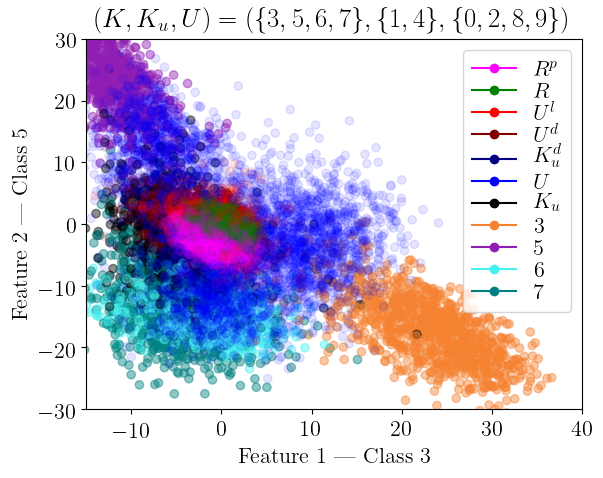 (K, K_u, U) = ({3, 5, 6, 7}, {1, 4}, {0, 2, 8, 9})
30
20
10
0
−10
−20
−30
Feature 2 — Class 5
R^p
R
U^l
U^d
K_u^d
U
K_u
3
5
6
7
−10 0 10 20 30 40
Feature 1 — Class 3